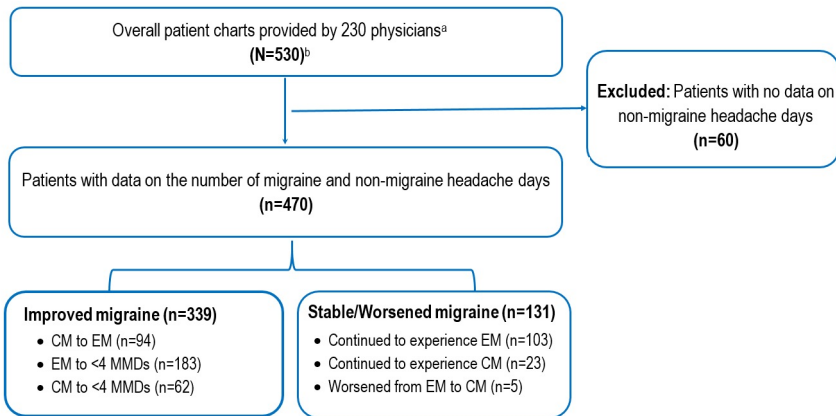 Overall patient charts provided by 230 physiciansᵃ
(N=530)ᵇ
Excluded: Patients with no data on
non-migraine headache days
(n=60)
Patients with data on the number of migraine and non-migraine headache days
(n=470)
Improved migraine (n=339)
• CM to EM (n=94)
• EM to <4 MMDs (n=183)
• CM to <4 MMDs (n=62)
Stable/Worsened migraine (n=131)
• Continued to experience EM (n=103)
• Continued to experience CM (n=23)
• Worsened from EM to CM (n=5)